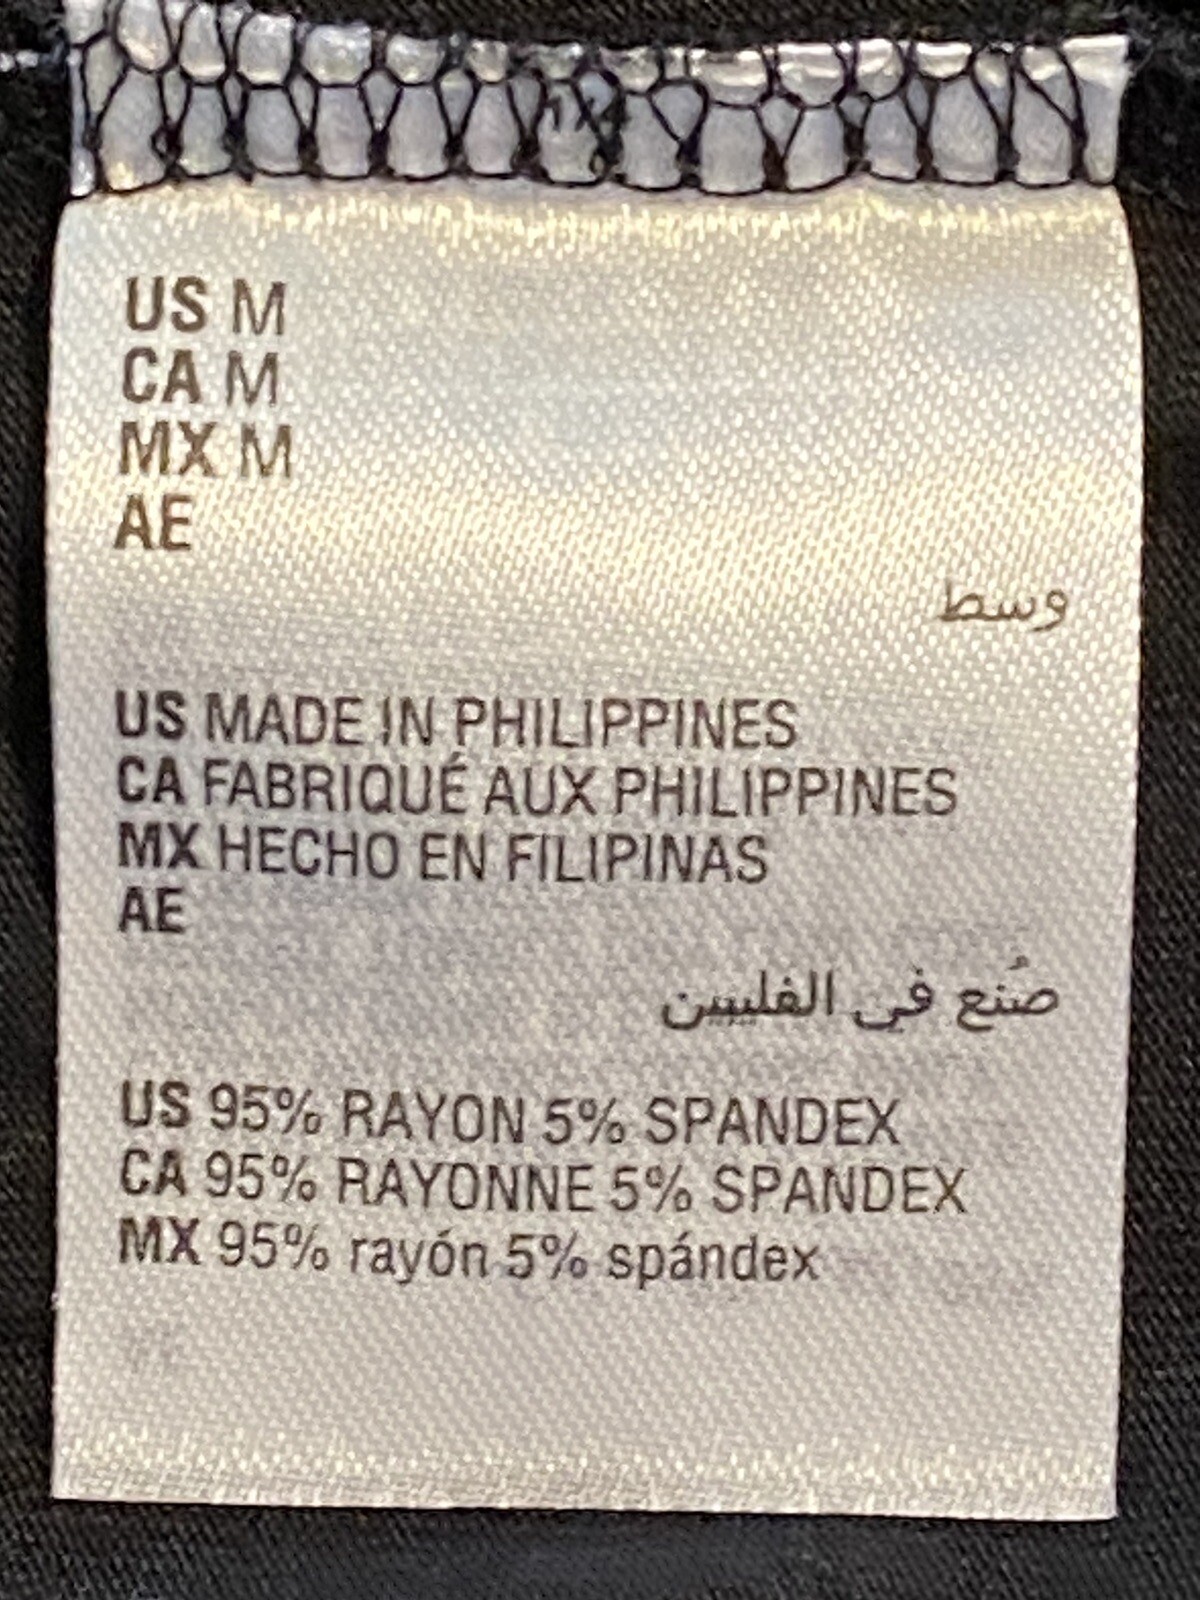 US M
CA M
MX M
AE
وسط
US MADE IN PHILIPPINES
CA FABRIQUÉ AUX PHILIPPINES
MX HECHO EN FILIPINAS
AE
صُنع في الفلبين
US 95% RAYON 5% SPANDEX
CA 95% RAYONNE 5% SPANDEX
MX 95% rayón 5% spándex